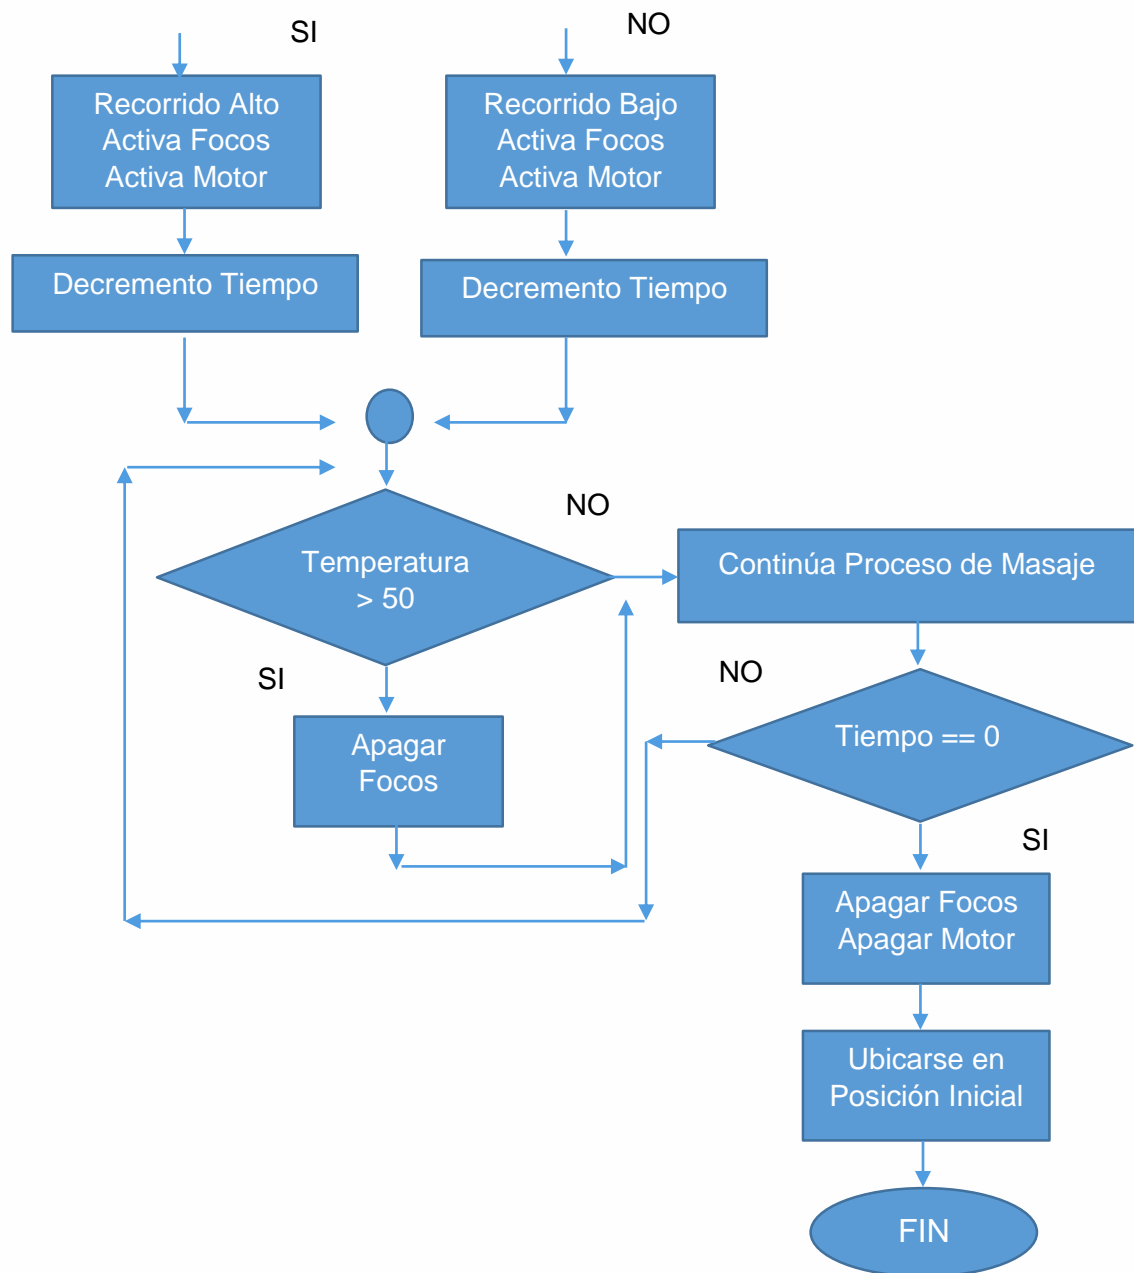 SI
NO
Recorrido Alto
Activa Focos
Activa Motor
Recorrido Bajo
Activa Focos
Activa Motor
Decremento Tiempo
Decremento Tiempo
NO
Temperatura
> 50
Continúa Proceso de Masaje
SI
NO
Apagar
Focos
Tiempo == 0
SI
Apagar Focos
Apagar Motor
Ubicarse en
Posición Inicial
FIN